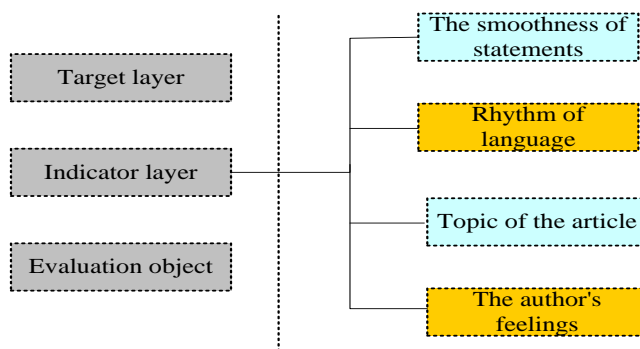 Target layer
Indicator layer
Evaluation object
The smoothness of
statements
Rhythm of
language
Topic of the article
The author's
feelings